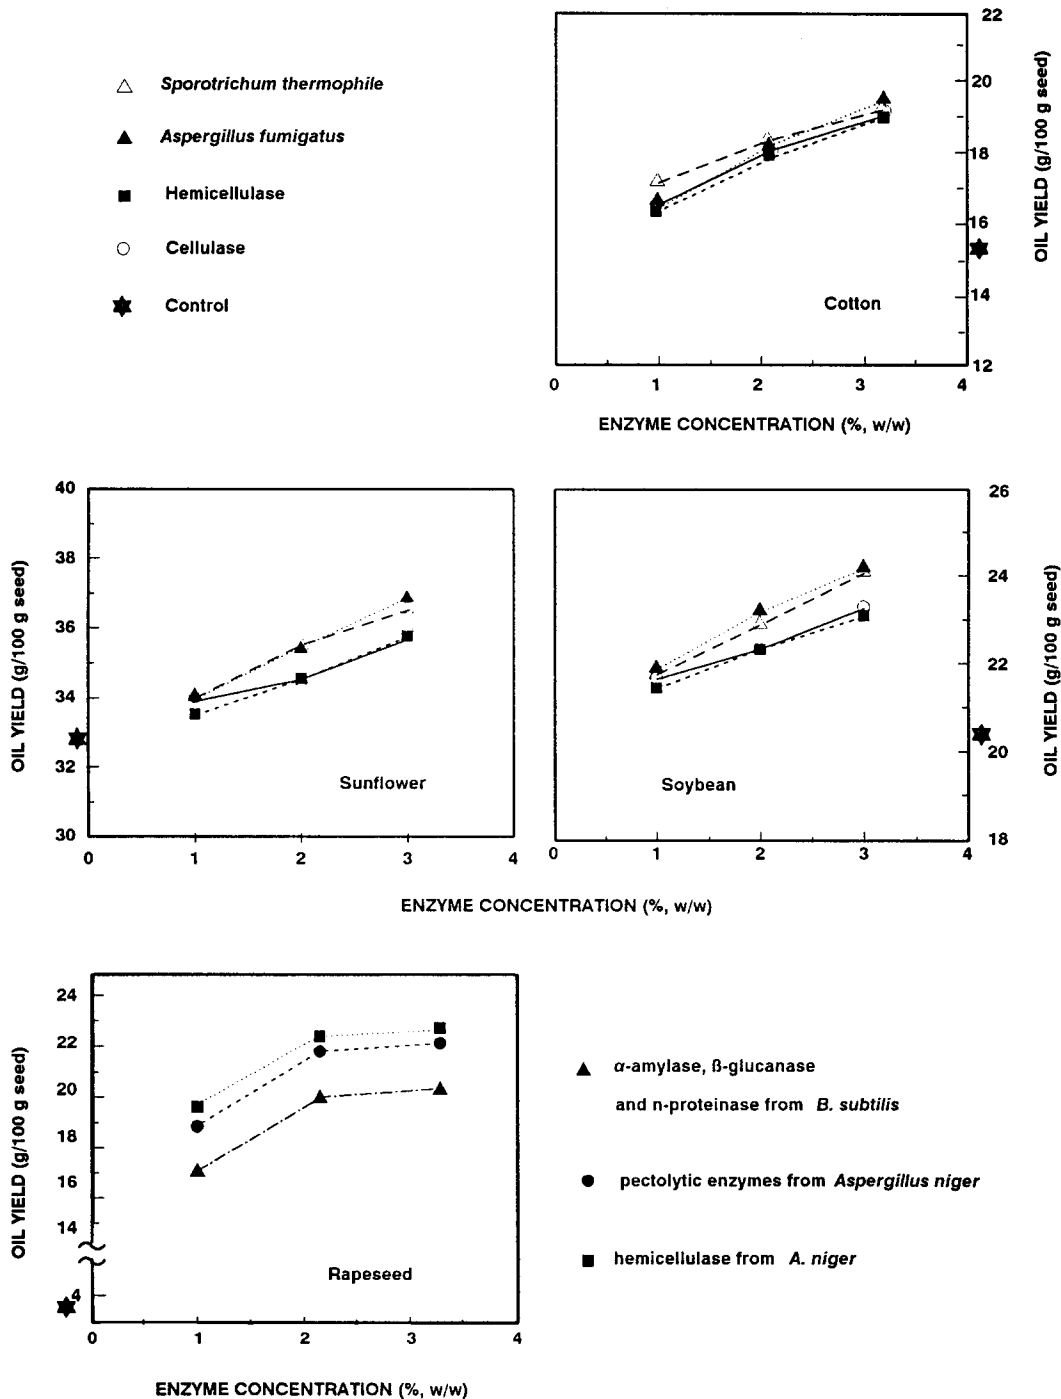 Sporotrichum thermophile
Aspergillus fumigatus
Hemicellulase
Cellulase
Control
22
20
18
16
14
12
OIL YIELD (g/100 g seed)
Cotton
0 1 2 3 4
ENZYME CONCENTRATION (%, w/w)
40
38
36
34
32
30
OIL YIELD (g/100 g seed)
Sunflower
0 1 2 3 4
26
24
22
20
18
OIL YIELD (g/100 g seed)
Soybean
0 1 2 3 4
ENZYME CONCENTRATION (%, w/w)
24
22
20
18
16
14
4
OIL YIELD (g/100 g seed)
Rapeseed
0 1 2 3 4
ENZYME CONCENTRATION (%, w/w)
α-amylase, ß-glucanase
and n-proteinase from B. subtilis
pectolytic enzymes from Aspergillus niger
hemicellulase from A. niger